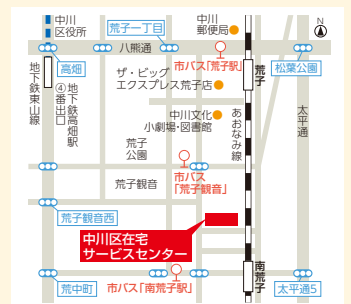 中川
区役所
荒子一丁目
中川
郵便局
N
八熊通
高畑
市バス「荒子駅」
松葉公園
ザ・ビッグ
エクスプレス荒子店
荒子
地下鉄東山線
④番出口
地下鉄高畑駅
中川文化
小劇場・図書館
あおなみ線
太平通
荒子
公園
市バス
「荒子観音」
荒子観音
荒子観音西
中川区在宅
サービスセンター
南荒子
荒中町
市バス「南荒子駅」
太平通5